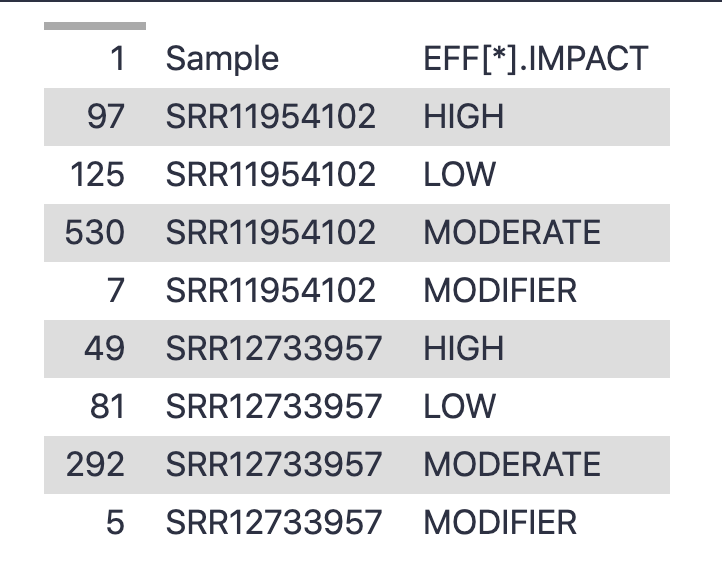 1 Sample EFF[*].IMPACT
97 SRR11954102 HIGH
125 SRR11954102 LOW
530 SRR11954102 MODERATE
7 SRR11954102 MODIFIER
49 SRR12733957 HIGH
81 SRR12733957 LOW
292 SRR12733957 MODERATE
5 SRR12733957 MODIFIER